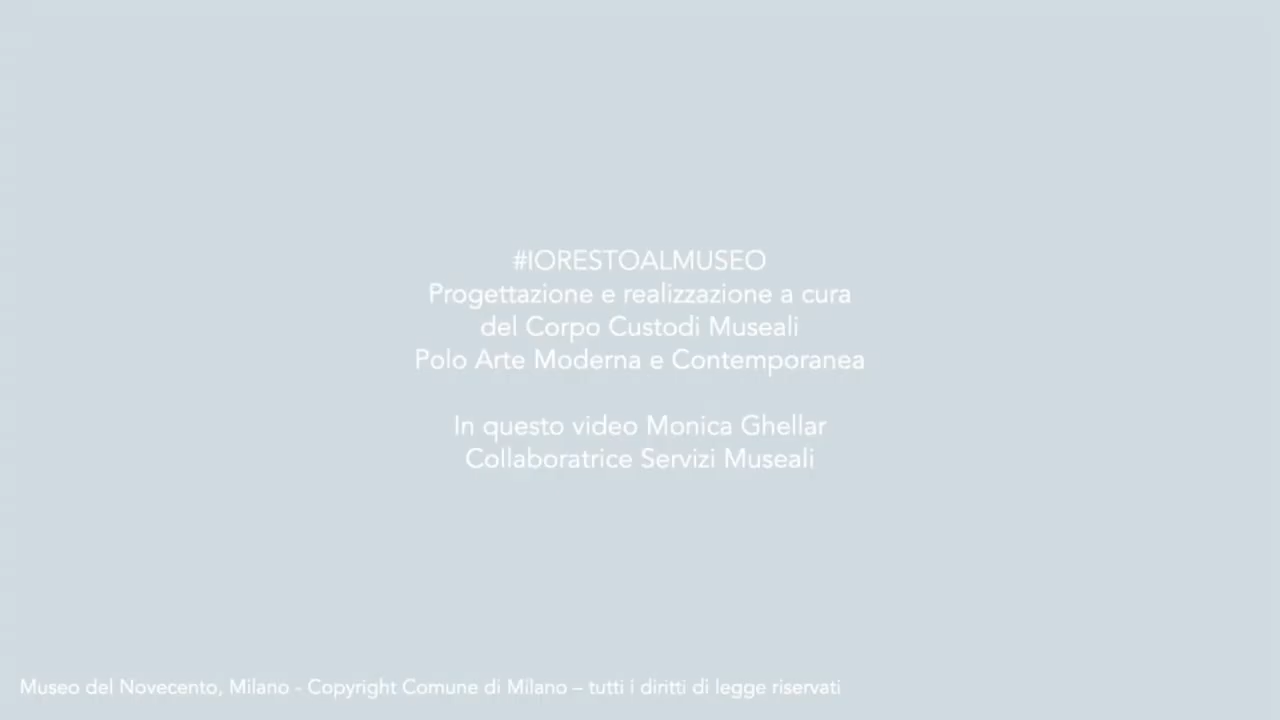 #IORESTOALMUSEO
Progettazione e realizzazione a cura
del Corpo Custodi Museali
Polo Arte Moderna e Contemporanea
In questo video Monica Ghellar
Collaboratrice Servizi Museali
Museo del Novecento, Milano - Copyright Comune di Milano – tutti i diritti di legge riservati